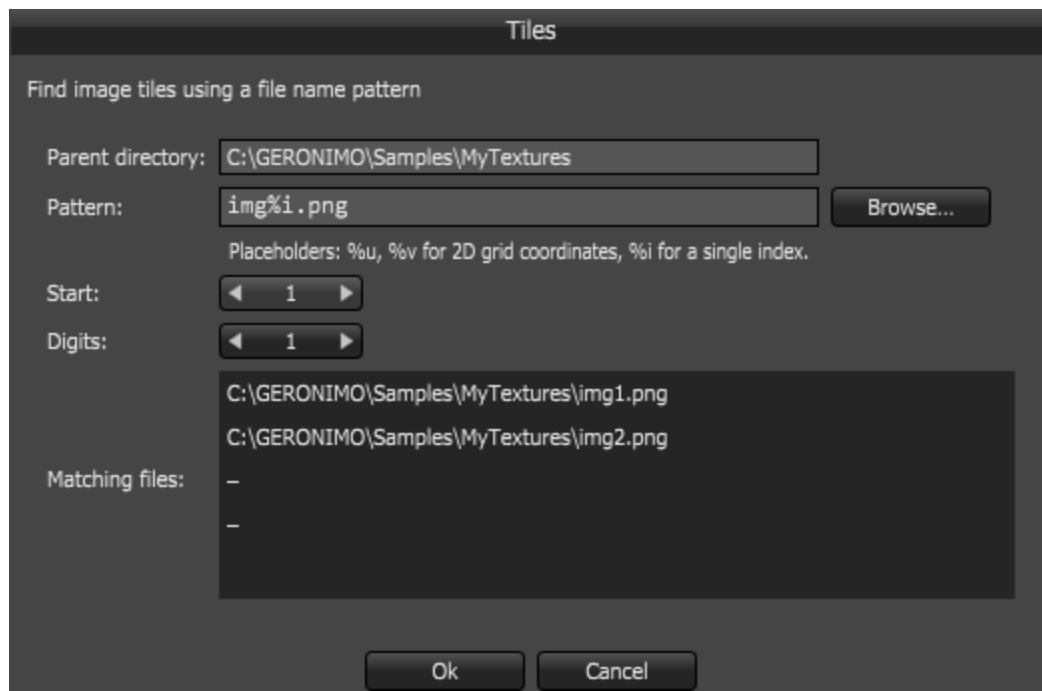 Tiles
Find image tiles using a file name pattern
Parent directory: C:\GERONIMO\Samples\MyTextures
Pattern: img%i.png Browse...
Placeholders: %u, %v for 2D grid coordinates, %i for a single index.
Start: 1
Digits: 1
C:\GERONIMO\Samples\MyTextures\img1.png
C:\GERONIMO\Samples\MyTextures\img2.png
Matching files: –
–
Ok Cancel